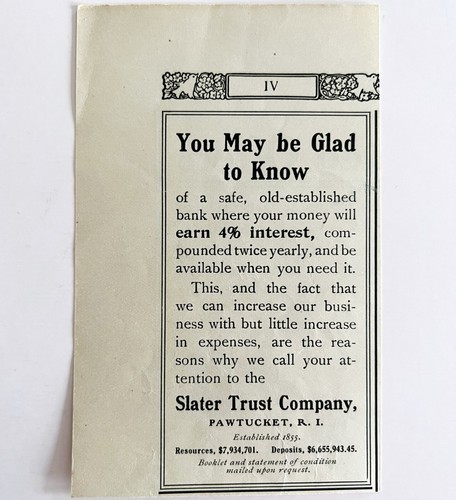 IV
You May be Glad
to Know
of a safe, old-established
bank where your money will
earn 4% interest, com-
pounded twice yearly, and be
available when you need it.
This, and the fact that
we can increase our busi-
ness with but little increase
in expenses, are the rea-
sons why we call your at-
tention to the
Slater Trust Company,
PAWTUCKET, R. I.
Established 1855.
Resources, $7,934,701. Deposits, $6,655,943.45.
Booklet and statement of condition
mailed upon request.